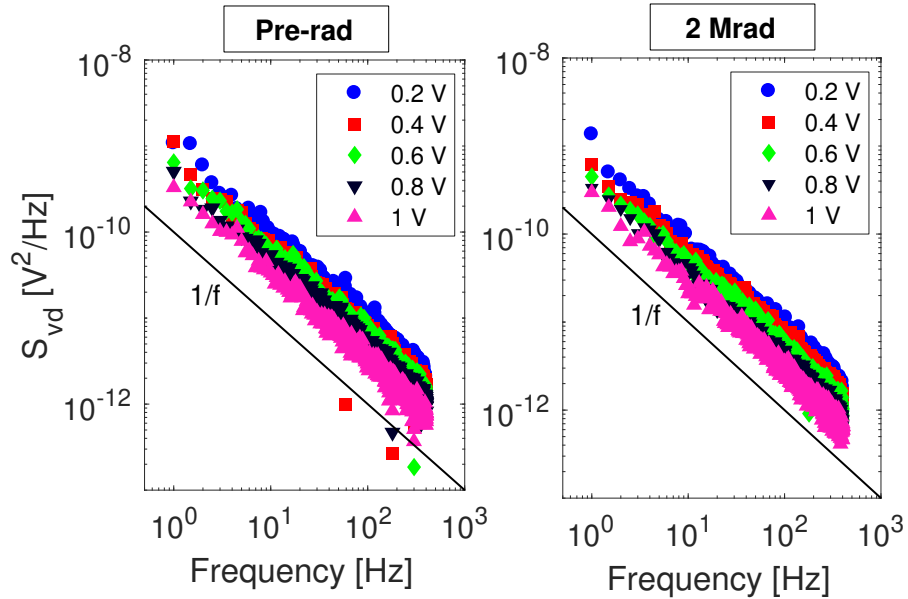 Pre-rad
2 Mrad
S_vd [V^2/Hz]
10^-8
10^-10
10^-12
0.2 V
0.4 V
0.6 V
0.8 V
1 V
1/f
10^0
10^1
10^2
10^3
Frequency [Hz]
10^-8
10^-10
10^-12
0.2 V
0.4 V
0.6 V
0.8 V
1 V
1/f
10^0
10^1
10^2
10^3
Frequency [Hz]